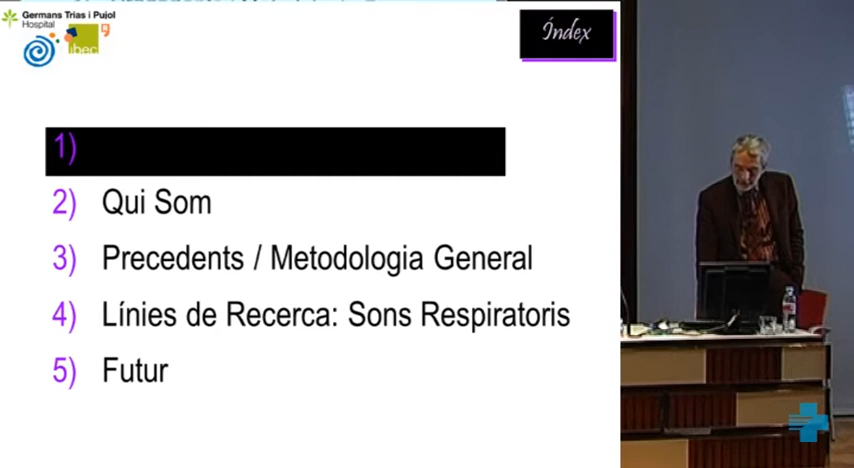 Germans Trias i Pujol
Hospital
ibec
Índex
1)
2) Qui Som
3) Precedents / Metodologia General
4) Línies de Recerca: Sons Respiratoris
5) Futur